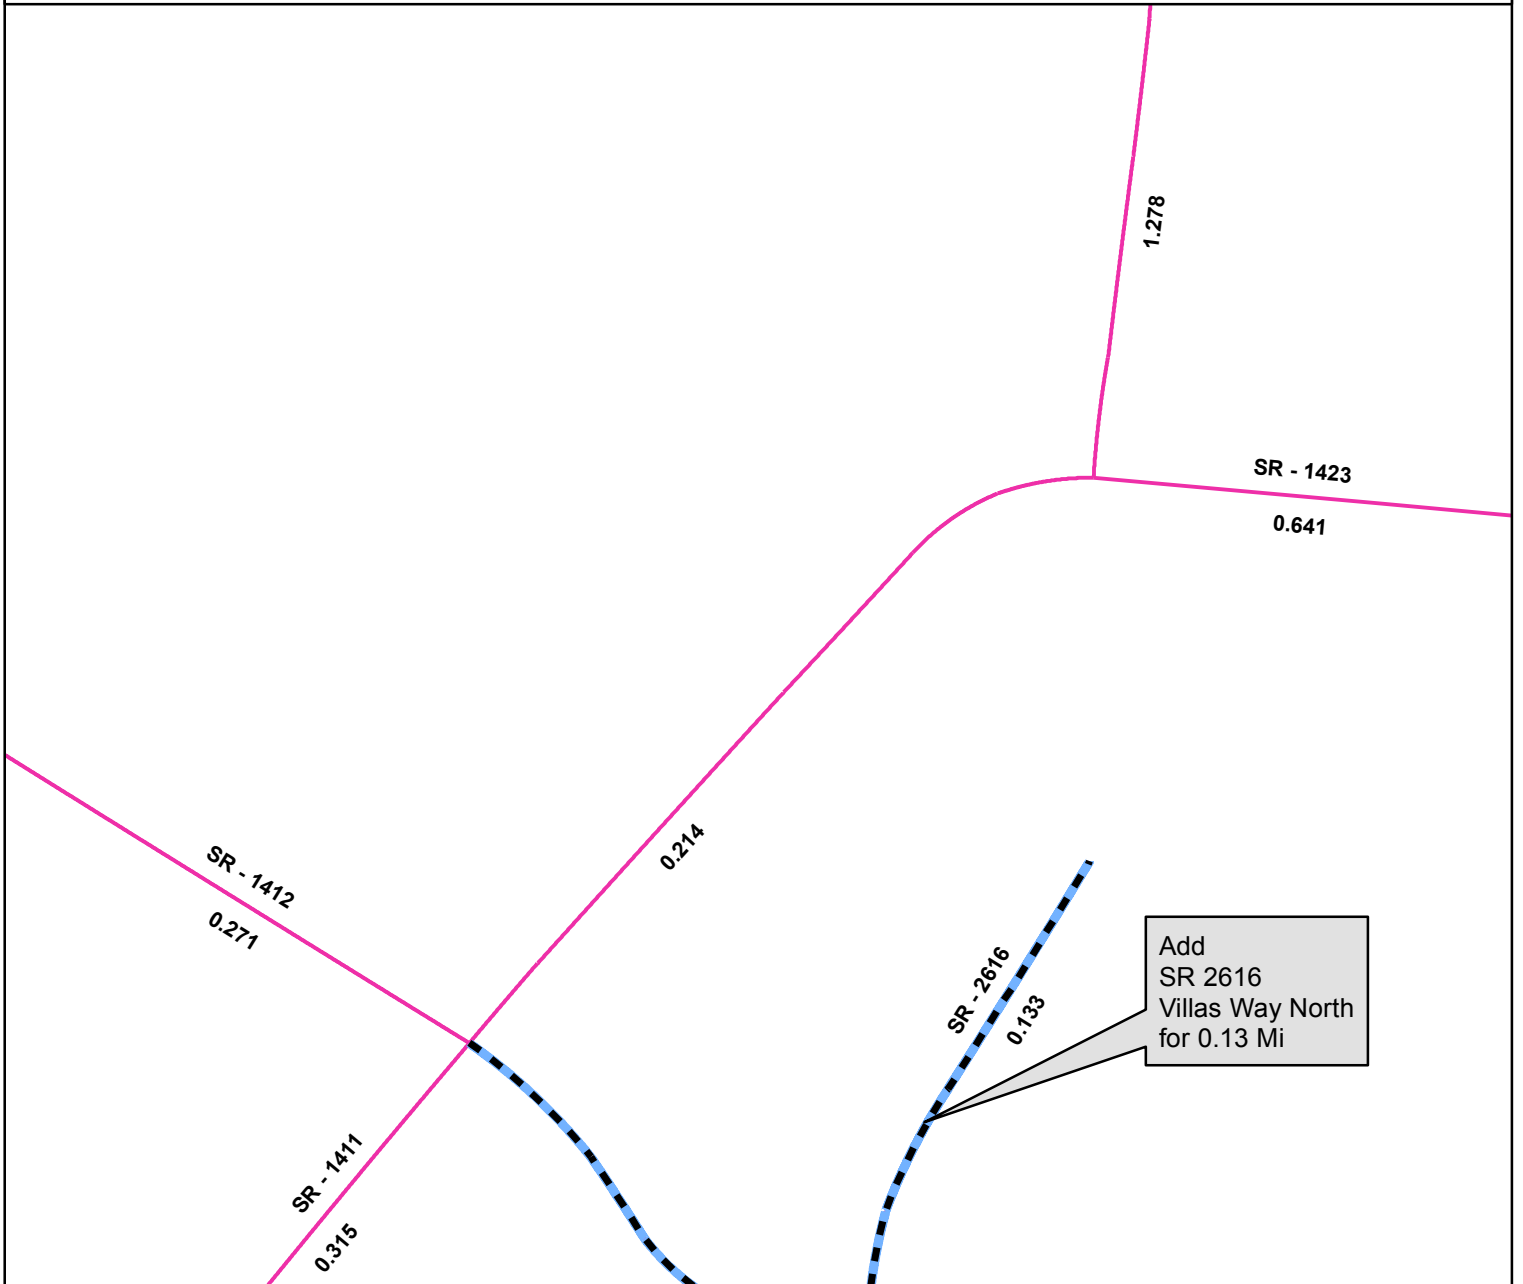 1.278
SR - 1423
0.641
0.214
SR - 1412
0.271
SR - 2616
0.133
Add
SR 2616
Villas Way North
for 0.13 Mi
SR - 1411
0.315